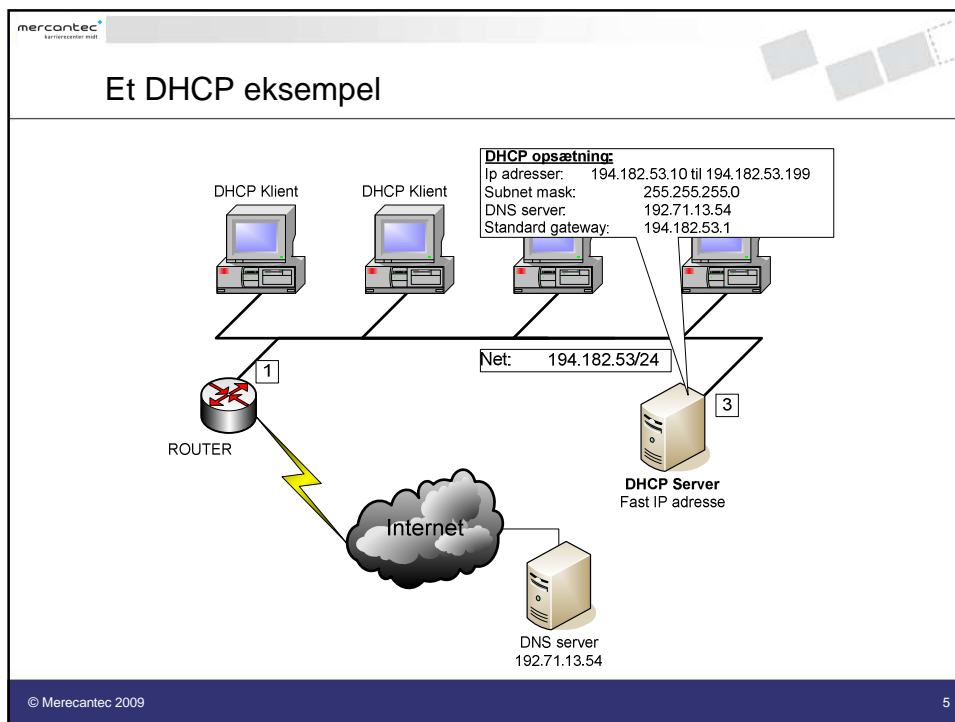 mercantec
karrierecenter midt
Et DHCP eksempel
DHCP opsætning:
Ip adresser: 194.182.53.10 til 194.182.53.199
Subnet mask: 255.255.255.0
DNS server: 192.71.13.54
Standard gateway: 194.182.53.1
DHCP Klient
DHCP Klient
Net: 194.182.53/24
1
3
ROUTER
DHCP Server
Fast IP adresse
Internet
DNS server
192.71.13.54
© Merecantec 2009
5